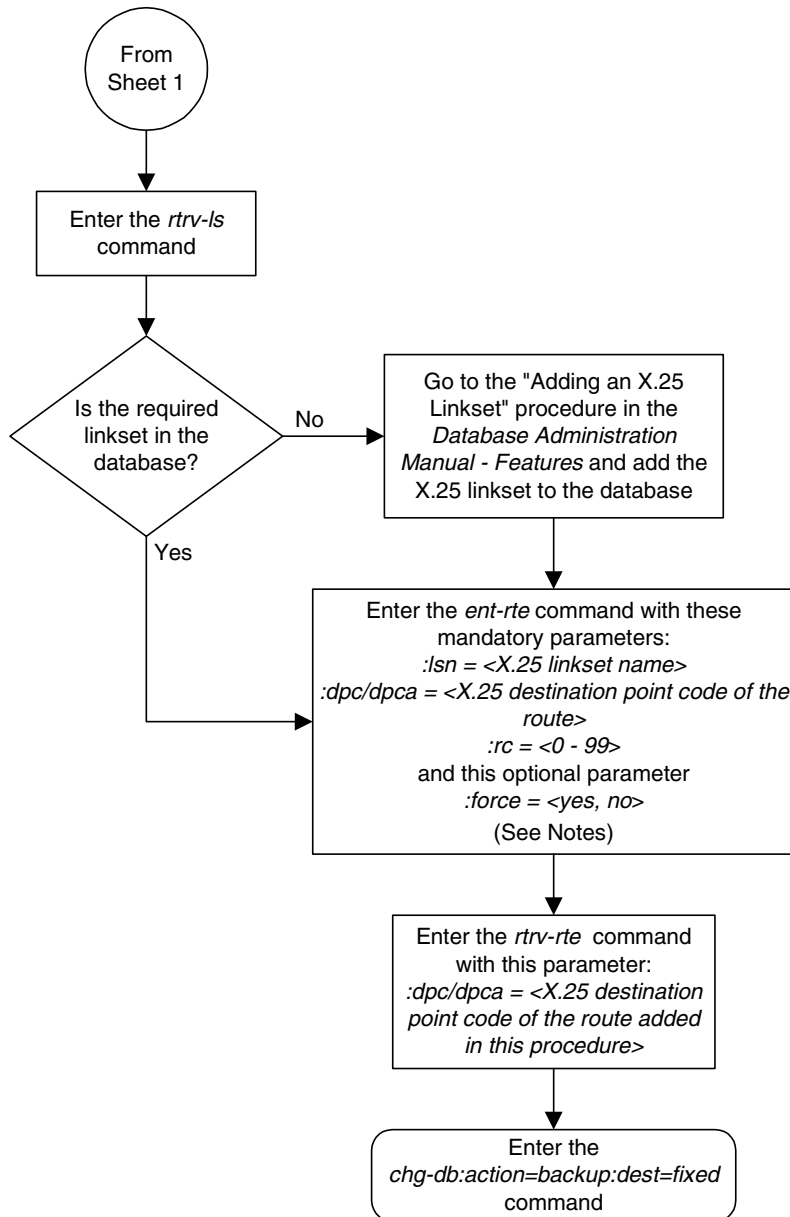 From
Sheet 1
Enter the rtrv-ls
command
Is the required
linkset in the
database?
No
Yes
Go to the "Adding an X.25
Linkset" procedure in the
Database Administration
Manual - Features and add the
X.25 linkset to the database
Enter the ent-rte command with these
mandatory parameters:
:lsn = <X.25 linkset name>
:dpc/dpca = <X.25 destination point code of the
route>
:rc = <0 - 99>
and this optional parameter
:force = <yes, no>
(See Notes)
Enter the rtrv-rte command
with this parameter:
:dpc/dpca = <X.25 destination
point code of the route added
in this procedure>
Enter the
chg-db:action=backup:dest=fixed
command